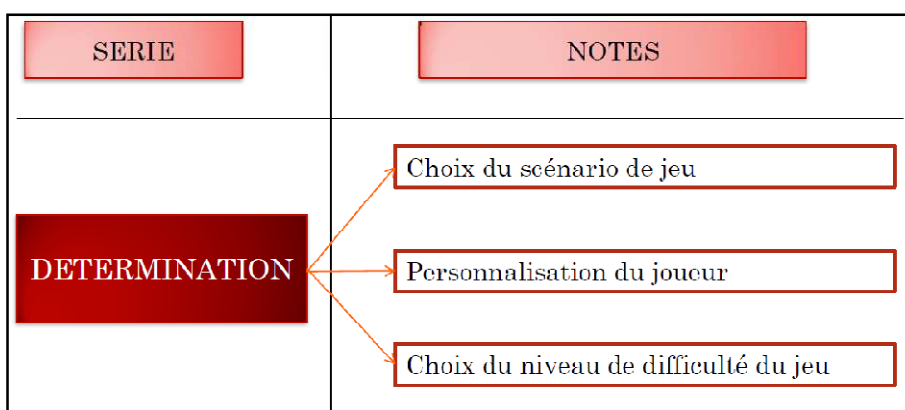 SERIE
NOTES
Choix du scénario de jeu
DETERMINATION
Personnalisation du joueur
Choix du niveau de difficulté du jeu